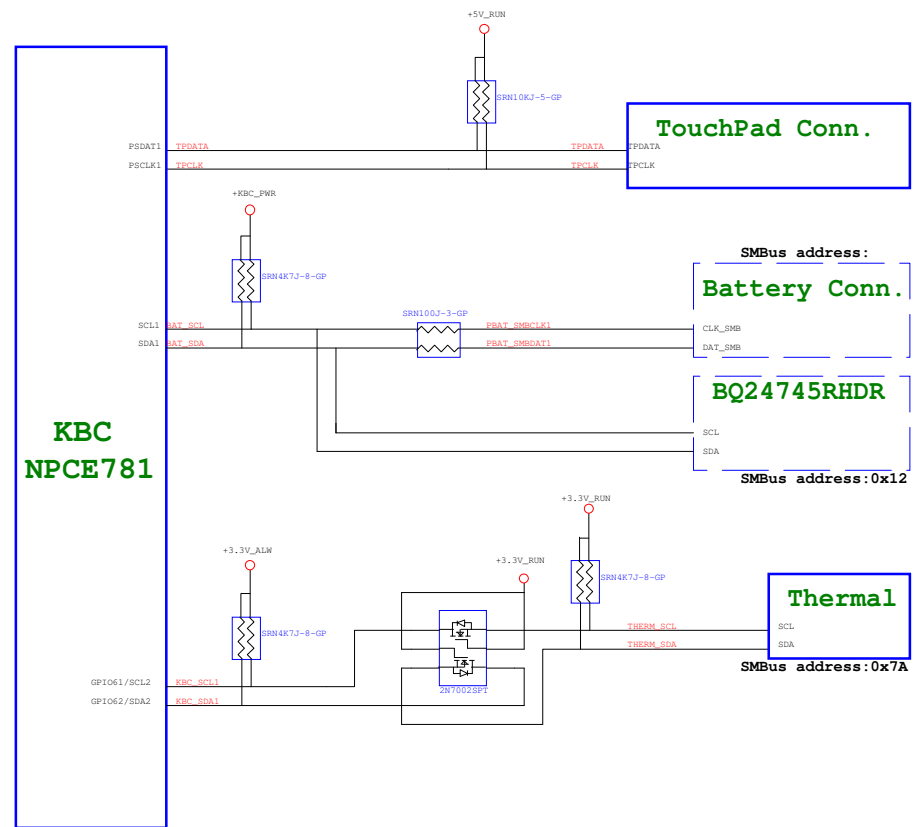 +5V_RUN
SRN10KJ-5-GP
TouchPad Conn.
PSDAT1
TPDATA
TPDATA
TPDATA
PSCLK1
TPCLK
TPCLK
TPCLK
+KBC_PWR
SRN4K7J-8-GP
SMBus address:
Battery Conn.
SRN100J-3-GP
SCL1
BAT_SCL
PBAT_SMBCLK1
CLK_SMB
SDA1
BAT_SDA
PBAT_SMBDAT1
DAT_SMB
BQ24745RHDR
SCL
SDA
SMBus address:0x12
KBC
NPCE781
+3.3V_RUN
+3.3V_ALW
+3.3V_RUN
SRN4K7J-8-GP
Thermal
SRN4K7J-8-GP
THERM_SCL
SCL
THERM_SDA
SDA
SMBus address:0x7A
GPIO61/SCL2
KBC_SCL1
2N7002SPT
GPIO62/SDA2
KBC_SDA1